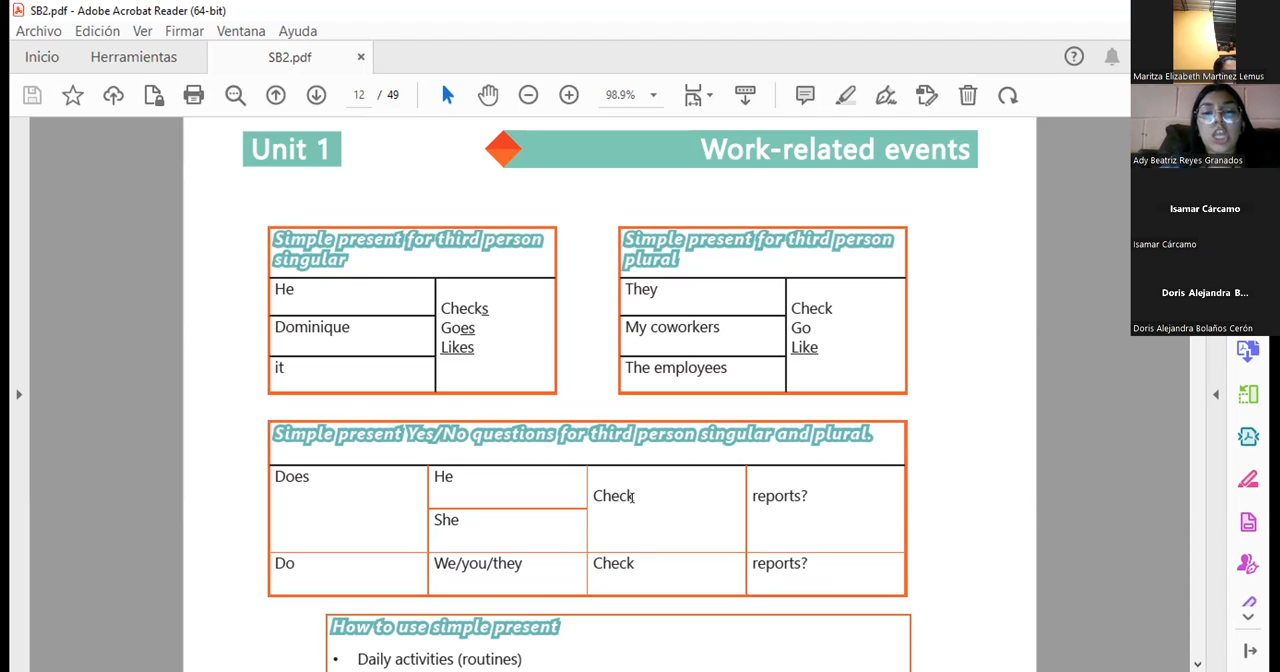 SB2.pdf - Adobe Acrobat Reader (64-bit)
Archivo Edición Ver Firmar Ventana Ayuda
Inicio Herramientas SB2.pdf ×
12 / 49 98.9%
Unit 1 Work-related events
Simple present for third person
singular
He
Dominique
it
Checks
Goes
Likes
Simple present for third person
plural
They
My coworkers
The employees
Check
Go
Like
Simple present Yes/No questions for third person singular and plural.
Does He Check reports?
She
Do We/you/they Check reports?
How to use simple present
• Daily activities (routines)
Maritza Elizabeth Martinez Lemus
Ady Beatriz Reyes Granados
Isamar Cárcamo
Isamar Cárcamo
Doris Alejandra B...
Doris Alejandra Bolaños Cerón